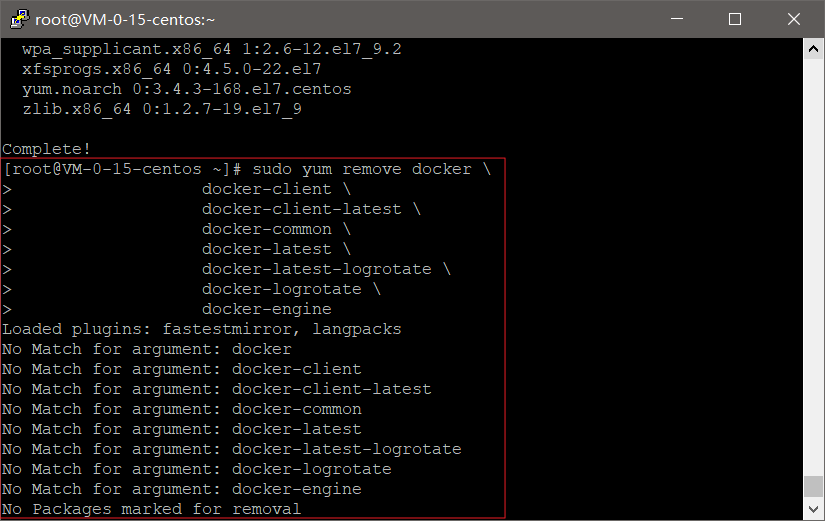 root@VM-0-15-centos:~
wpa_supplicant.x86_64 1:2.6-12.el7_9.2
xfsprogs.x86_64 0:4.5.0-22.el7
yum.noarch 0:3.4.3-168.el7.centos
zlib.x86_64 0:1.2.7-19.el7_9
Complete!
[root@VM-0-15-centos ~]# sudo yum remove docker \
>                   docker-client \
>                   docker-client-latest \
>                   docker-common \
>                   docker-latest \
>                   docker-latest-logrotate \
>                   docker-logrotate \
>                   docker-engine
Loaded plugins: fastestmirror, langpacks
No Match for argument: docker
No Match for argument: docker-client
No Match for argument: docker-client-latest
No Match for argument: docker-common
No Match for argument: docker-latest
No Match for argument: docker-latest-logrotate
No Match for argument: docker-logrotate
No Match for argument: docker-engine
No Packages marked for removal